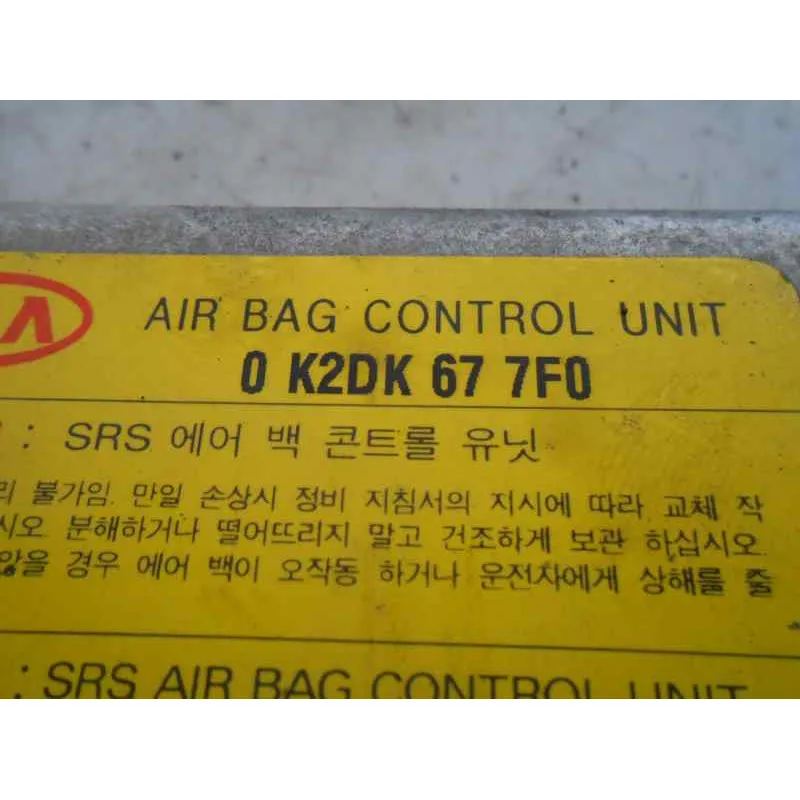 AIR BAG CONTROL UNIT
0 K2DK 67 7F0
: SRS 에어 백 콘트롤 유닛
불가임. 만일 손상시 정비 지침서의 지시에 따라 교체 작
시오. 분해하거나 떨어뜨리지 말고 건조하게 보관 하십시오.
않을 경우 에어 백이 오작동 하거나 운전자에게 상해를 줄
: SRS AIR BAG CONTROL UNIT